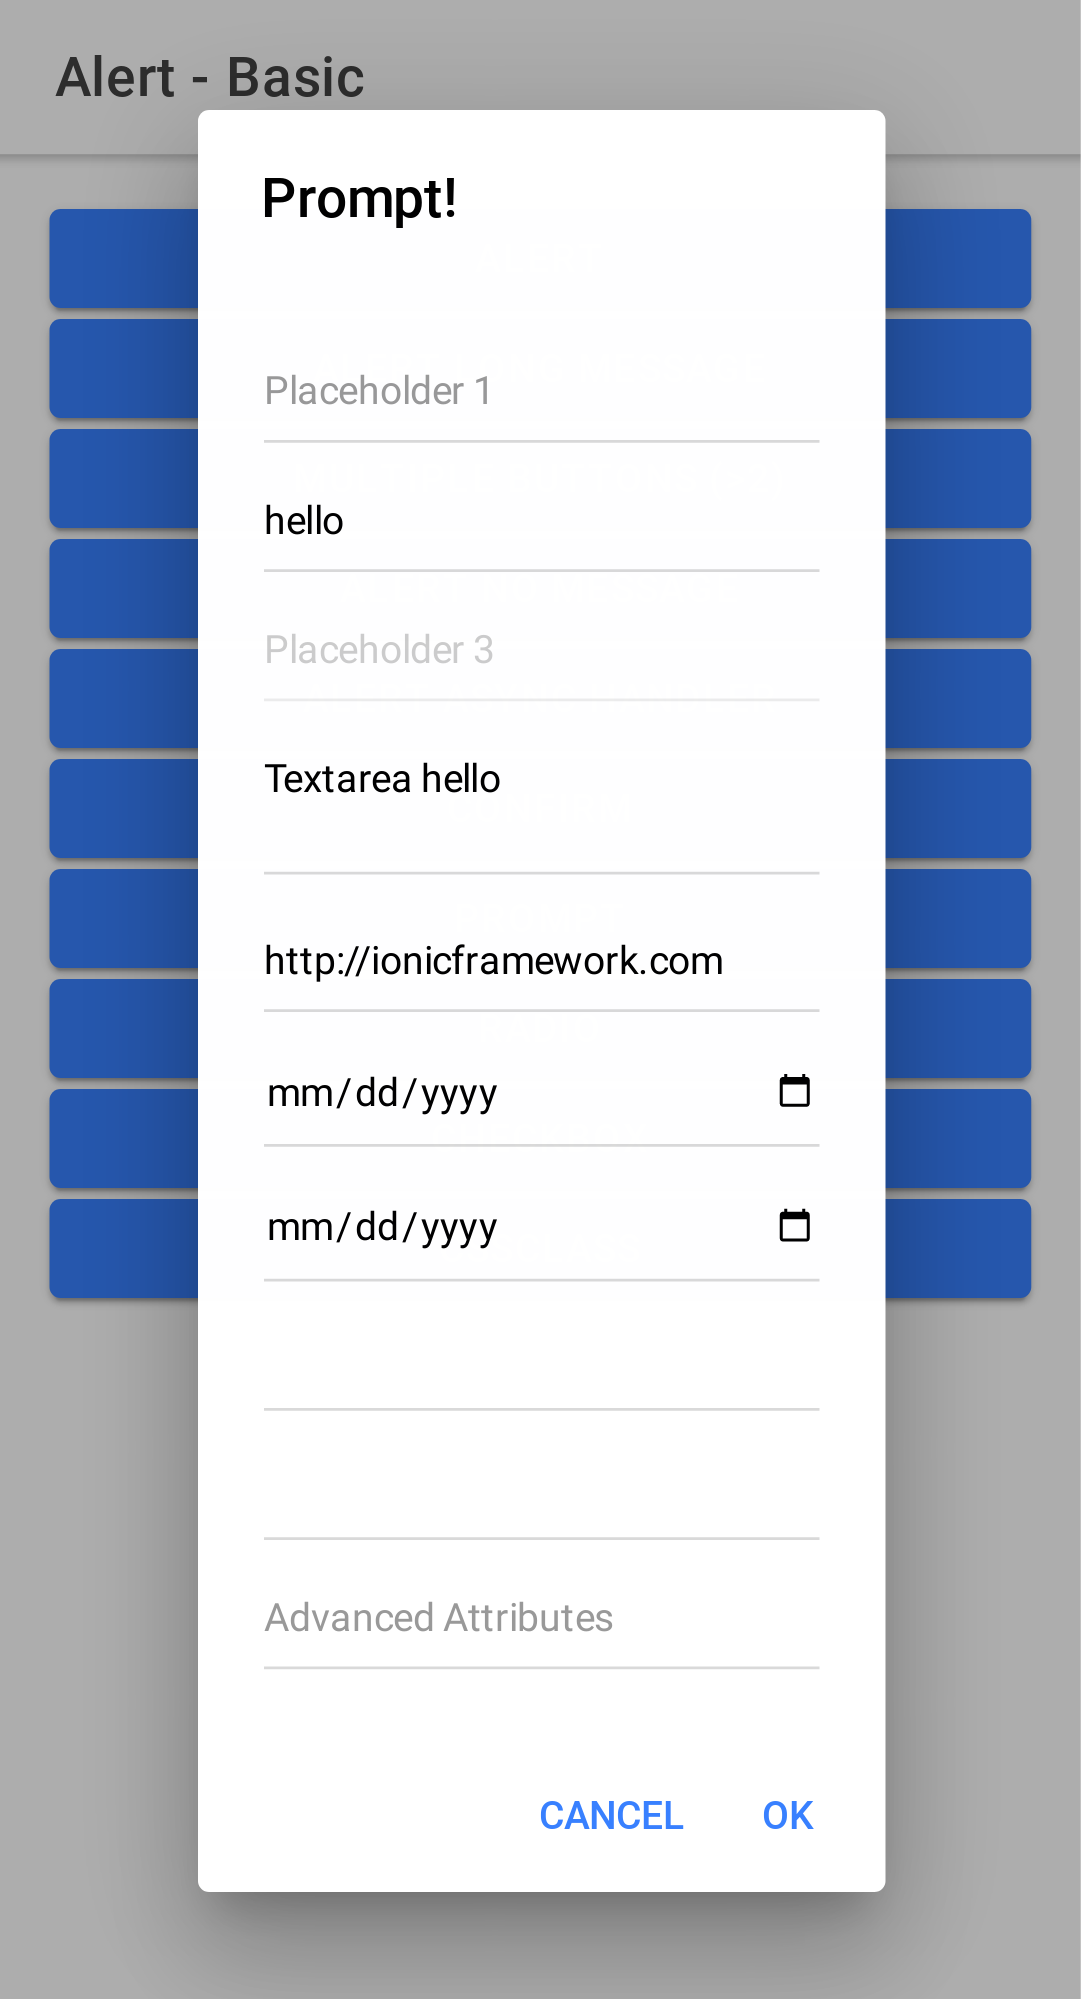 Alert - Basic
Prompt!
Placeholder 1
hello
Placeholder 3
Textarea hello
http://ionicframework.com
mm/dd/yyyy
mm/dd/yyyy
Advanced Attributes
CANCEL OK